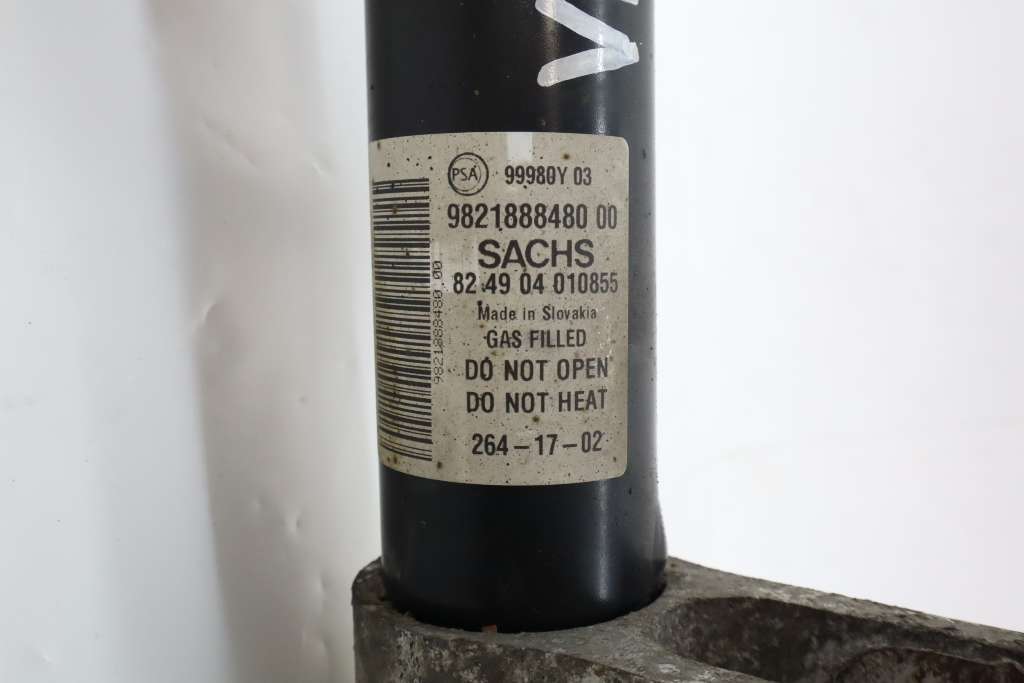 PSA 99980Y 03
9821888480 00
SACHS
82 49 04 010855
Made in Slovakia
GAS FILLED
DO NOT OPEN
DO NOT HEAT
264-17-02
9821888480 00